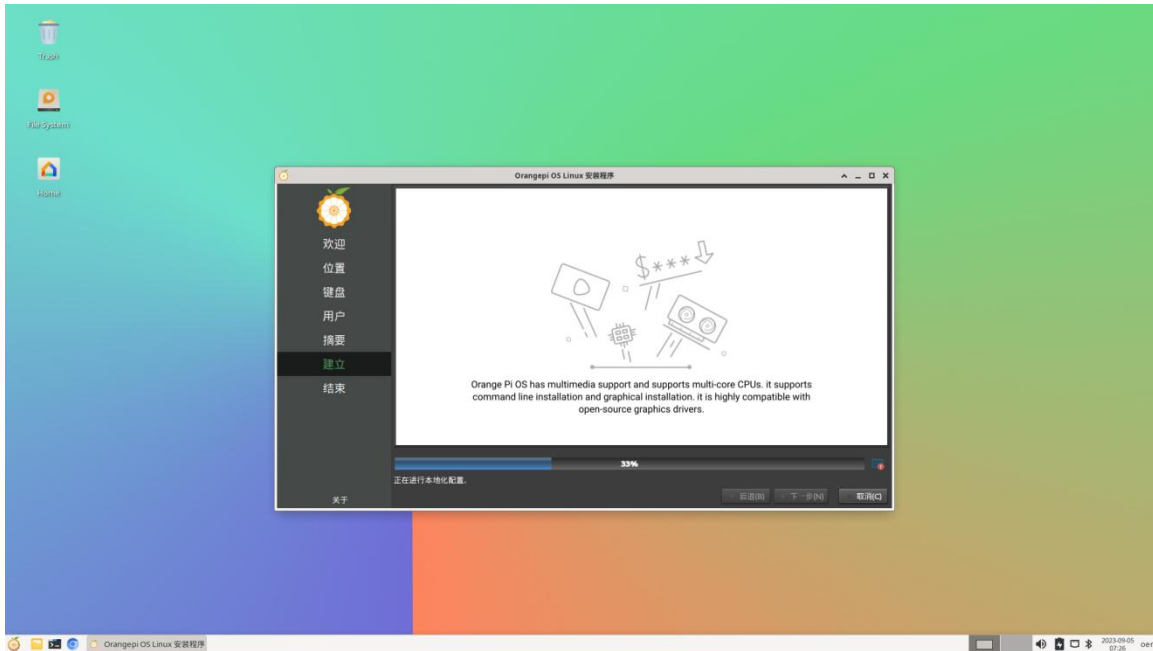 Trash
File System
Home
Orangepi OS Linux 安装程序
欢迎
位置
键盘
用户
摘要
建立
结束
关于
$***
Orange Pi OS has multimedia support and supports multi-core CPUs. it supports
command line installation and graphical installation. it is highly compatible with
open-source graphics drivers.
33%
正在进行本地化配置。
后退(B)
下一步(N)
取消(C)
Orangepi OS Linux 安装程序
2023-09-05
07:26
oer